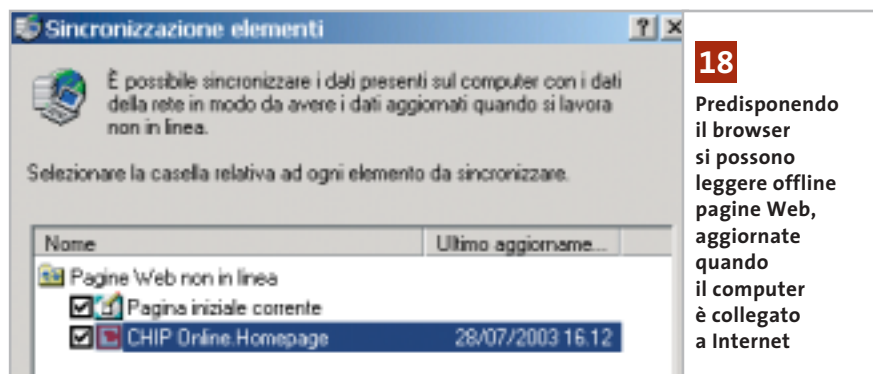 Sincronizzazione elementi
È possibile sincronizzare i dati presenti sul computer con i dati
della rete in modo da avere i dati aggiornati quando si lavora
non in linea.
Selezionare la casella relativa ad ogni elemento da sincronizzare.
Nome Ultimo aggiorname...
Pagine Web non in linea
Pagina iniziale corrente
CHIP Online.Homepage 28/07/2003 16.12
18
Predisponendo
il browser
si possono
leggere offline
pagine Web,
aggiornate
quando
il computer
è collegato
a Internet